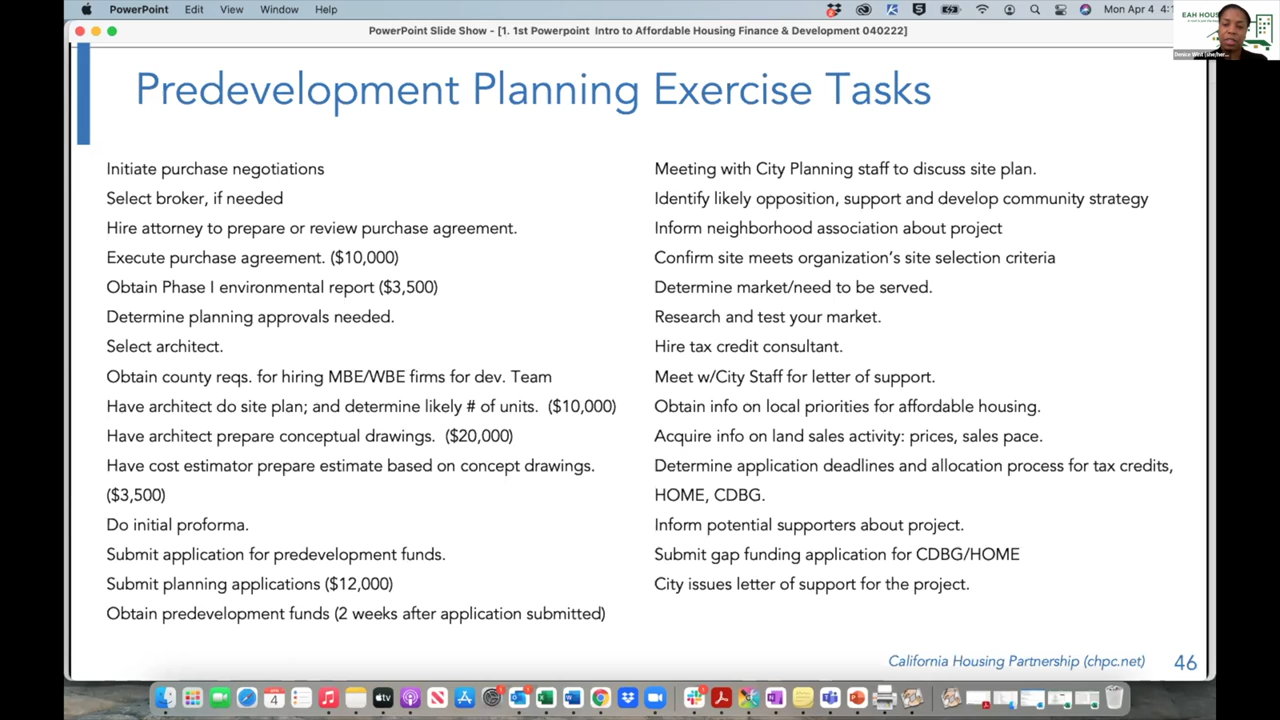 PowerPoint Edit View Window Help
Mon Apr 4 4:1
PowerPoint Slide Show - [1. 1st Powerpoint Intro to Affordable Housing Finance & Development 040222]
EAH HOUS
Predevelopment Planning Exercise Tasks
Initiate purchase negotiations
Select broker, if needed
Hire attorney to prepare or review purchase agreement.
Execute purchase agreement. ($10,000)
Obtain Phase I environmental report ($3,500)
Determine planning approvals needed.
Select architect.
Obtain county reqs. for hiring MBE/WBE firms for dev. Team
Have architect do site plan; and determine likely # of units. ($10,000)
Have architect prepare conceptual drawings. ($20,000)
Have cost estimator prepare estimate based on concept drawings.
($3,500)
Do initial proforma.
Submit application for predevelopment funds.
Submit planning applications ($12,000)
Obtain predevelopment funds (2 weeks after application submitted)
Meeting with City Planning staff to discuss site plan.
Identify likely opposition, support and develop community strategy
Inform neighborhood association about project
Confirm site meets organization's site selection criteria
Determine market/need to be served.
Research and test your market.
Hire tax credit consultant.
Meet w/City Staff for letter of support.
Obtain info on local priorities for affordable housing.
Acquire info on land sales activity: prices, sales pace.
Determine application deadlines and allocation process for tax credits,
HOME, CDBG.
Inform potential supporters about project.
Submit gap funding application for CDBG/HOME
City issues letter of support for the project.
California Housing Partnership (chpc.net) 46